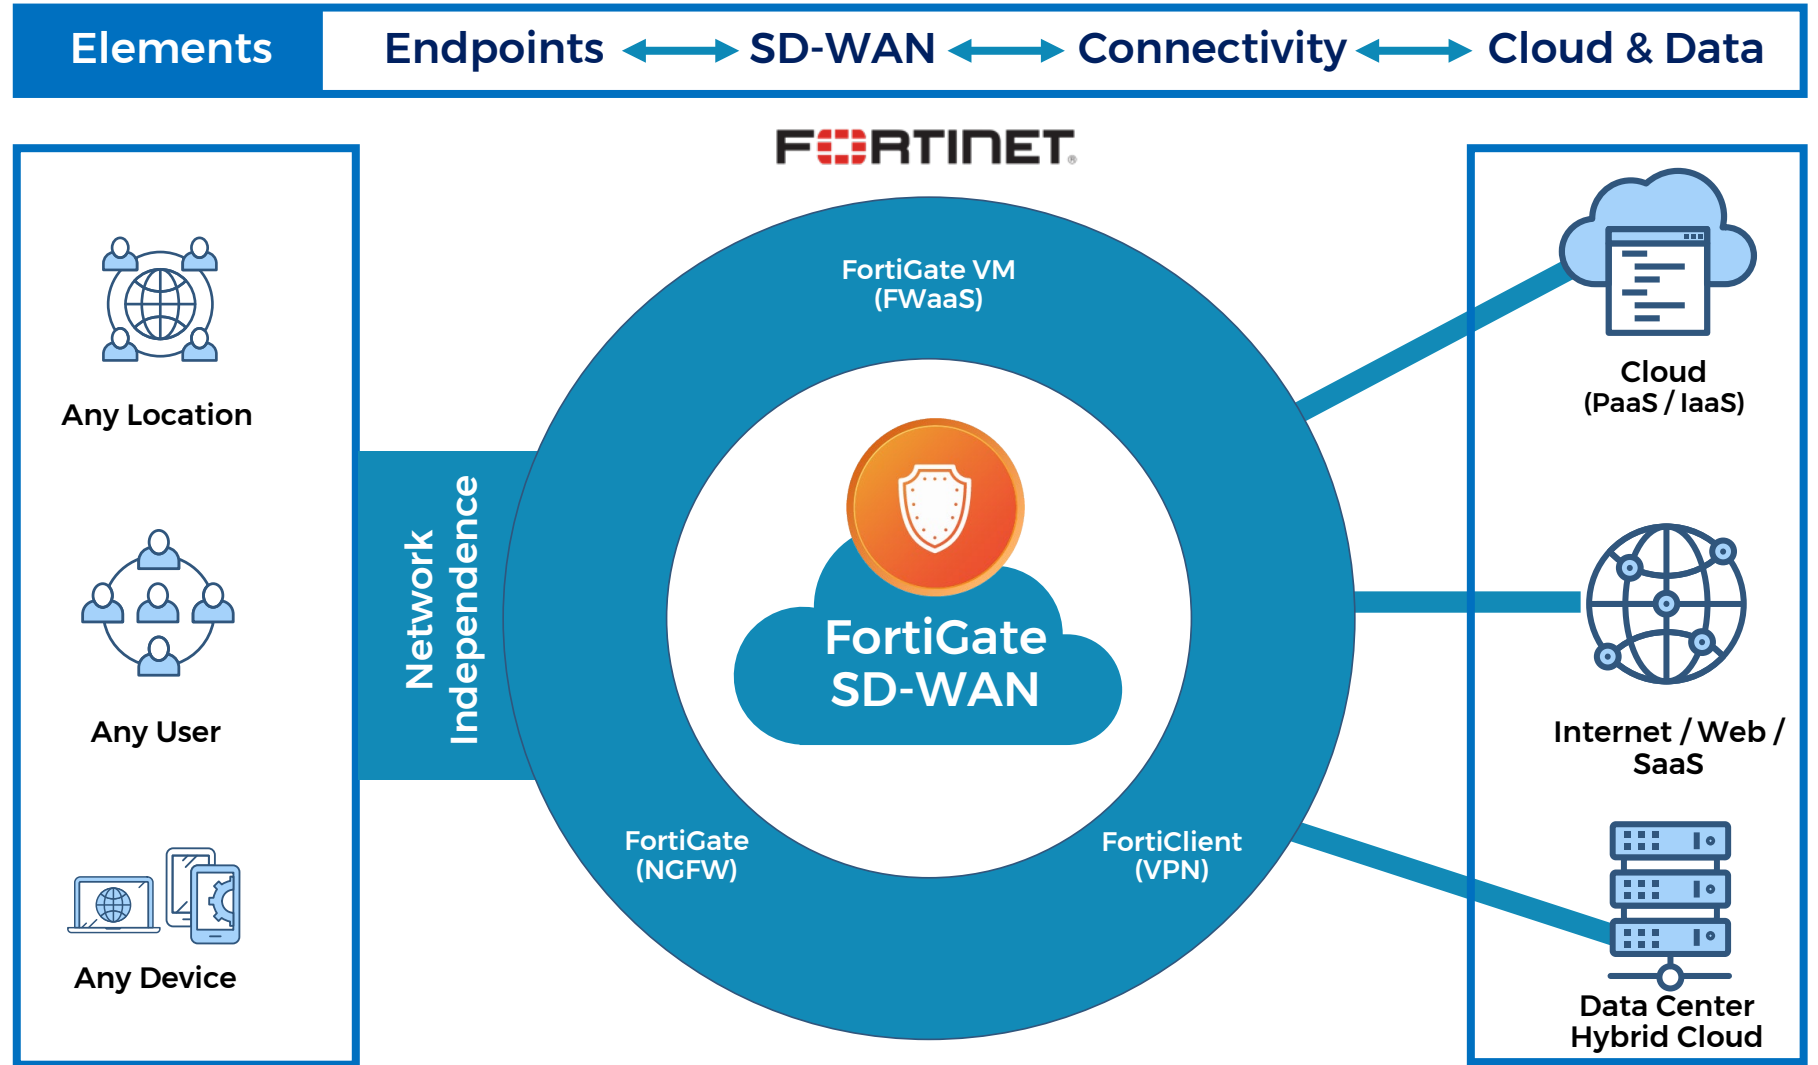 Elements
Endpoints
SD-WAN
Connectivity
Cloud & Data
FORTINET®
Any Location
Any User
Any Device
Network
Independence
FortiGate VM
(FWaaS)
FortiGate
SD-WAN
FortiGate
(NGFW)
FortiClient
(VPN)
Cloud
(PaaS / IaaS)
Internet / Web /
SaaS
Data Center
Hybrid Cloud